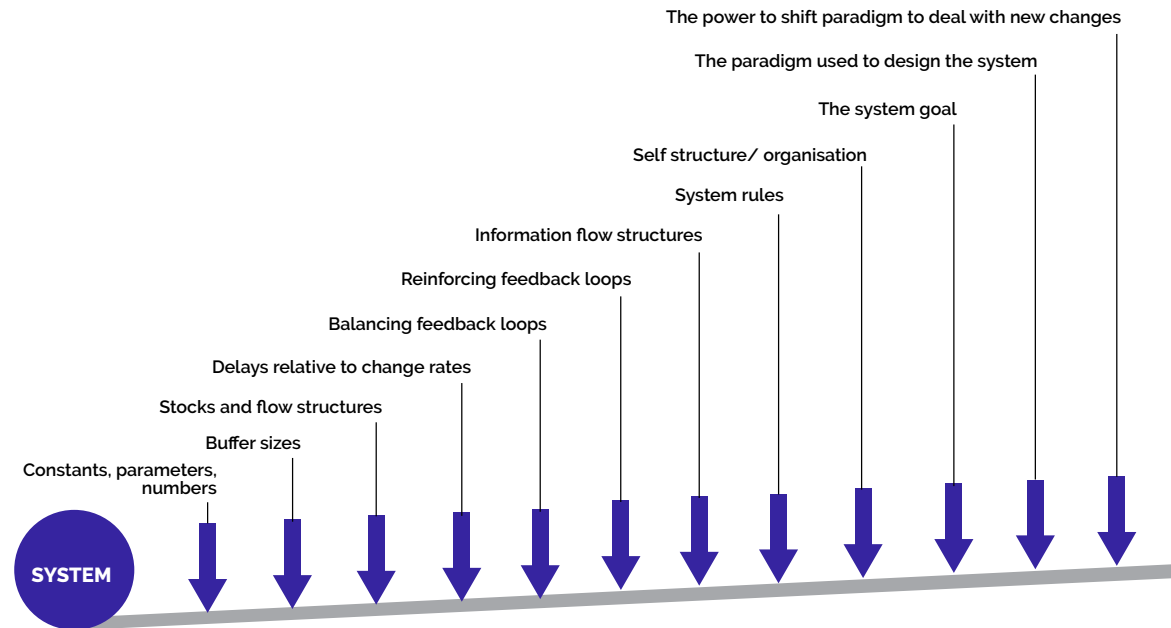 The power to shift paradigm to deal with new changes
The paradigm used to design the system
The system goal
Self structure/ organisation
System rules
Information flow structures
Reinforcing feedback loops
Balancing feedback loops
Delays relative to change rates
Stocks and flow structures
Buffer sizes
Constants, parameters,
numbers
SYSTEM